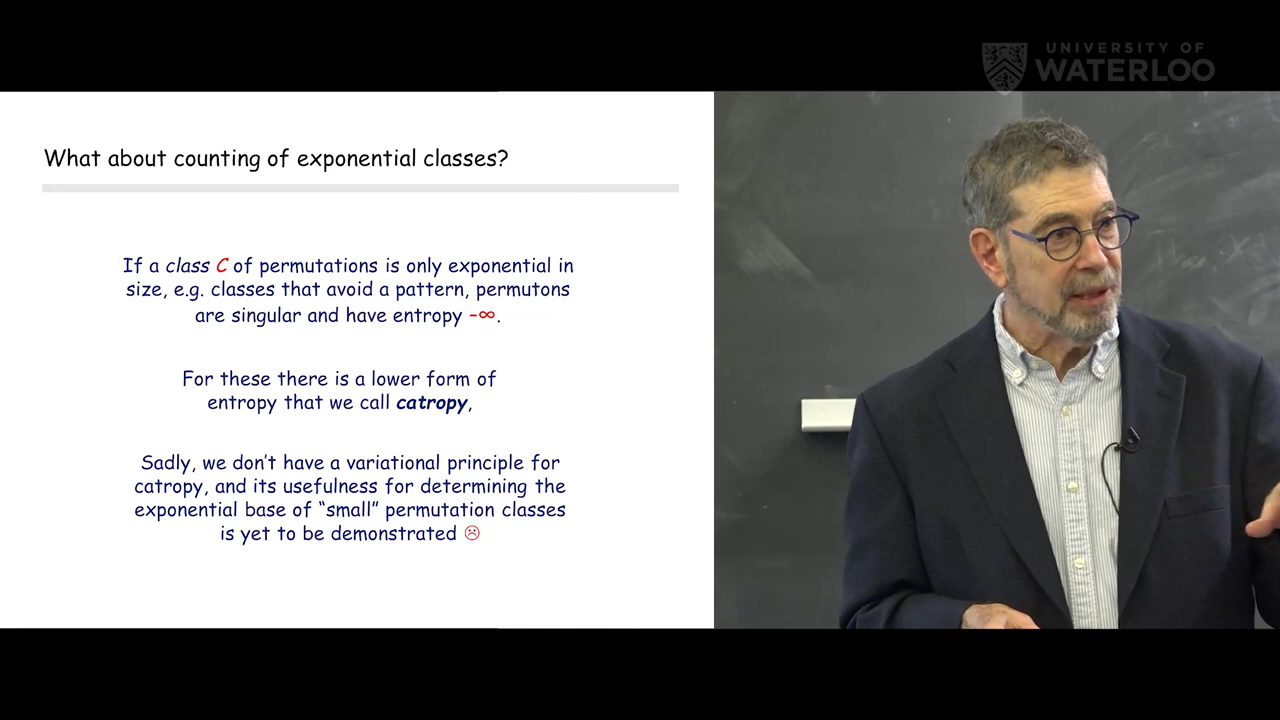 UNIVERSITY OF
WATERLOO
What about counting of exponential classes?
If a class C of permutations is only exponential in
size, e.g. classes that avoid a pattern, permutons
are singular and have entropy -∞.
For these there is a lower form of
entropy that we call catropy,
Sadly, we don't have a variational principle for
catropy, and its usefulness for determining the
exponential base of “small” permutation classes
is yet to be demonstrated ☹